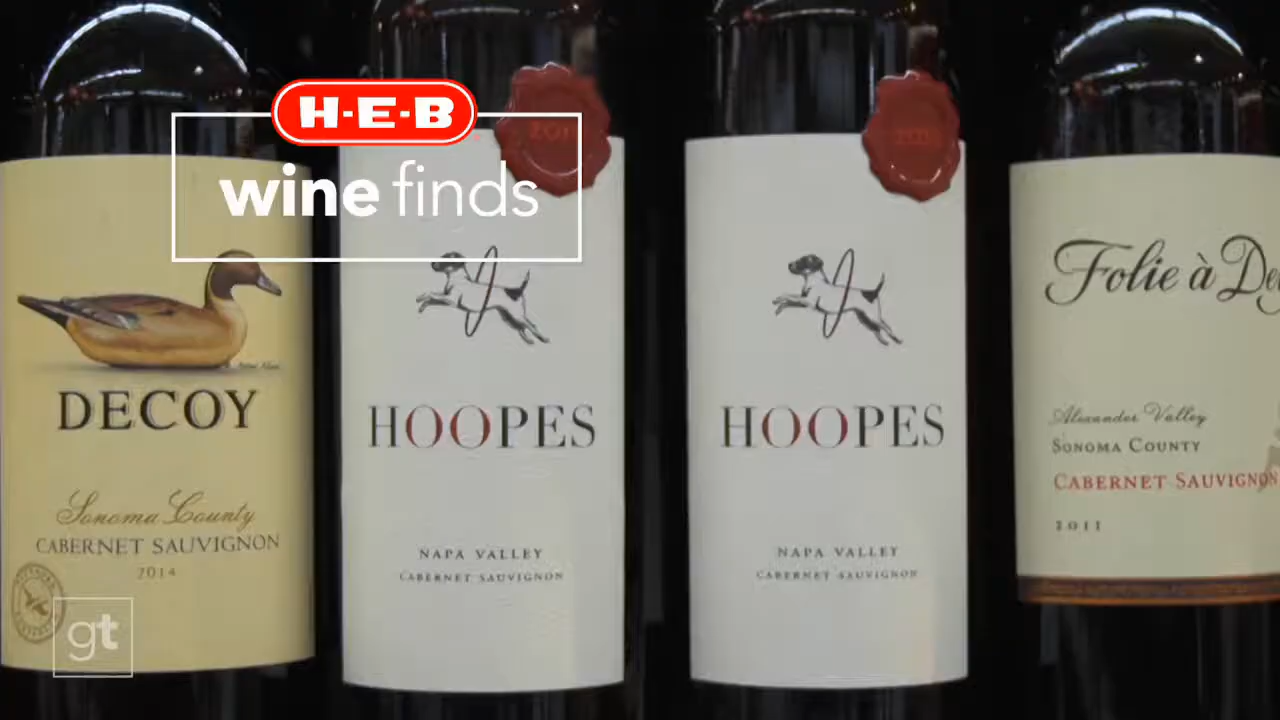 H-E-B
wine finds
DECOY
Sonoma County
CABERNET SAUVIGNON
2014
gt
HOOPES
NAPA VALLEY
CABERNET SAUVIGNON
HOOPES
NAPA VALLEY
CABERNET SAUVIGNON
Folie à
Alexander Valley
SONOMA COUNTY
CABERNET SAUVIGNON
2011